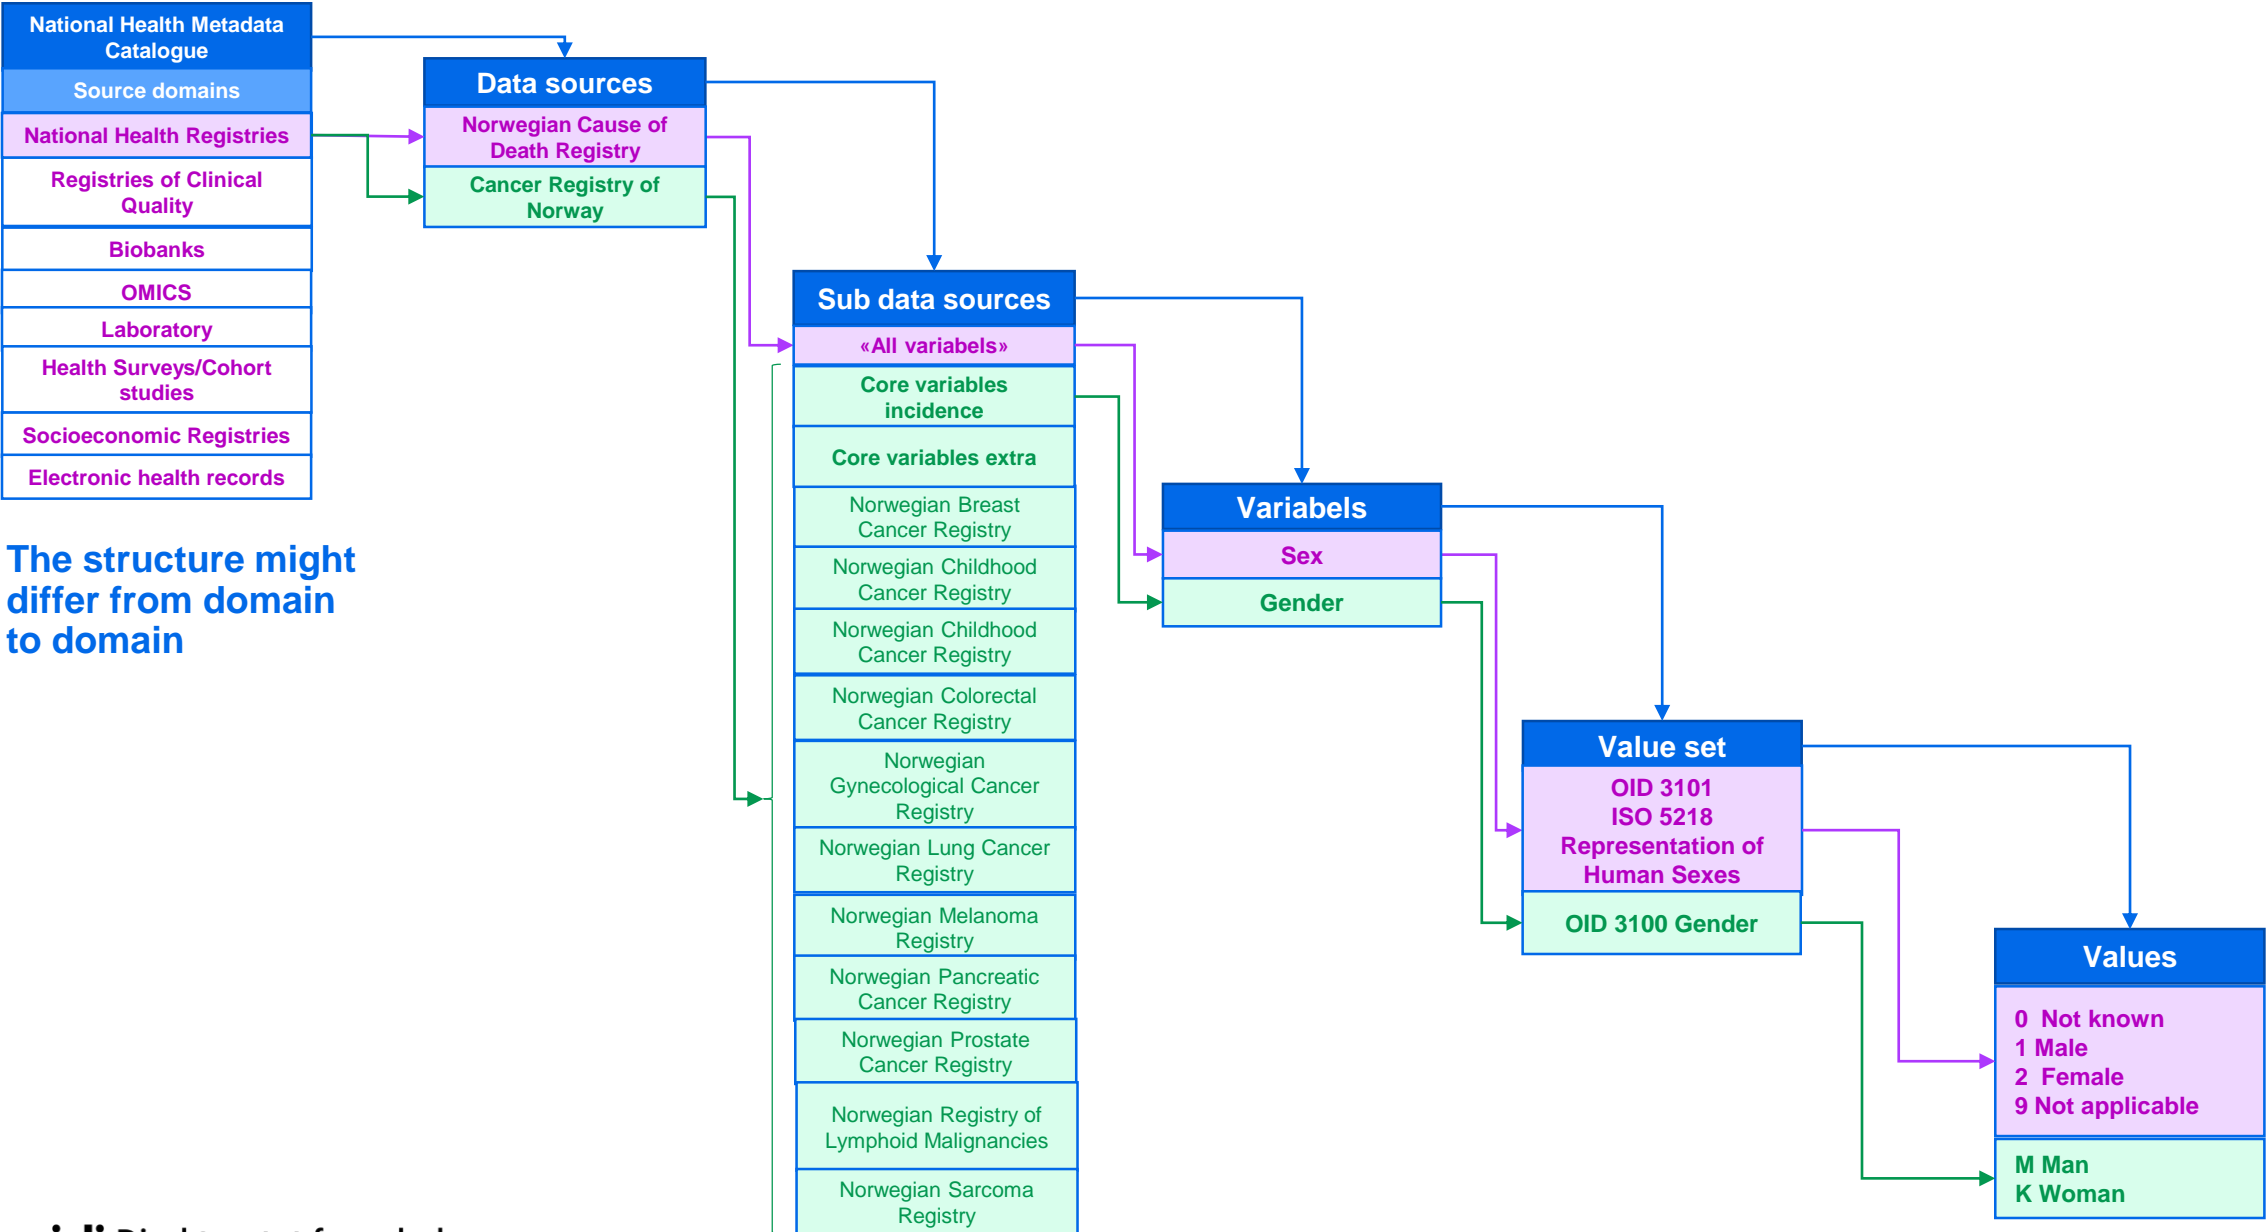 National Health Metadata
Catalogue
Source domains
National Health Registries
Registries of Clinical
Quality
Biobanks
OMICS
Laboratory
Health Surveys/Cohort
studies
Socioeconomic Registries
Electronic health records
The structure might
differ from domain
to domain
Data sources
Norwegian Cause of
Death Registry
Cancer Registry of
Norway
Sub data sources
«All variabels»
Core variables
incidence
Core variables extra
Norwegian Breast
Cancer Registry
Norwegian Childhood
Cancer Registry
Norwegian Childhood
Cancer Registry
Norwegian Colorectal
Cancer Registry
Norwegian
Gynecological Cancer
Registry
Norwegian Lung Cancer
Registry
Norwegian Melanoma
Registry
Norwegian Pancreatic
Cancer Registry
Norwegian Prostate
Cancer Registry
Norwegian Registry of
Lymphoid Malignancies
Norwegian Sarcoma
Registry
Variabels
Sex
Gender
Value set
OID 3101
ISO 5218
Representation of
Human Sexes
OID 3100 Gender
Values
0 Not known
1 Male
2 Female
9 Not applicable
M Man
K Woman